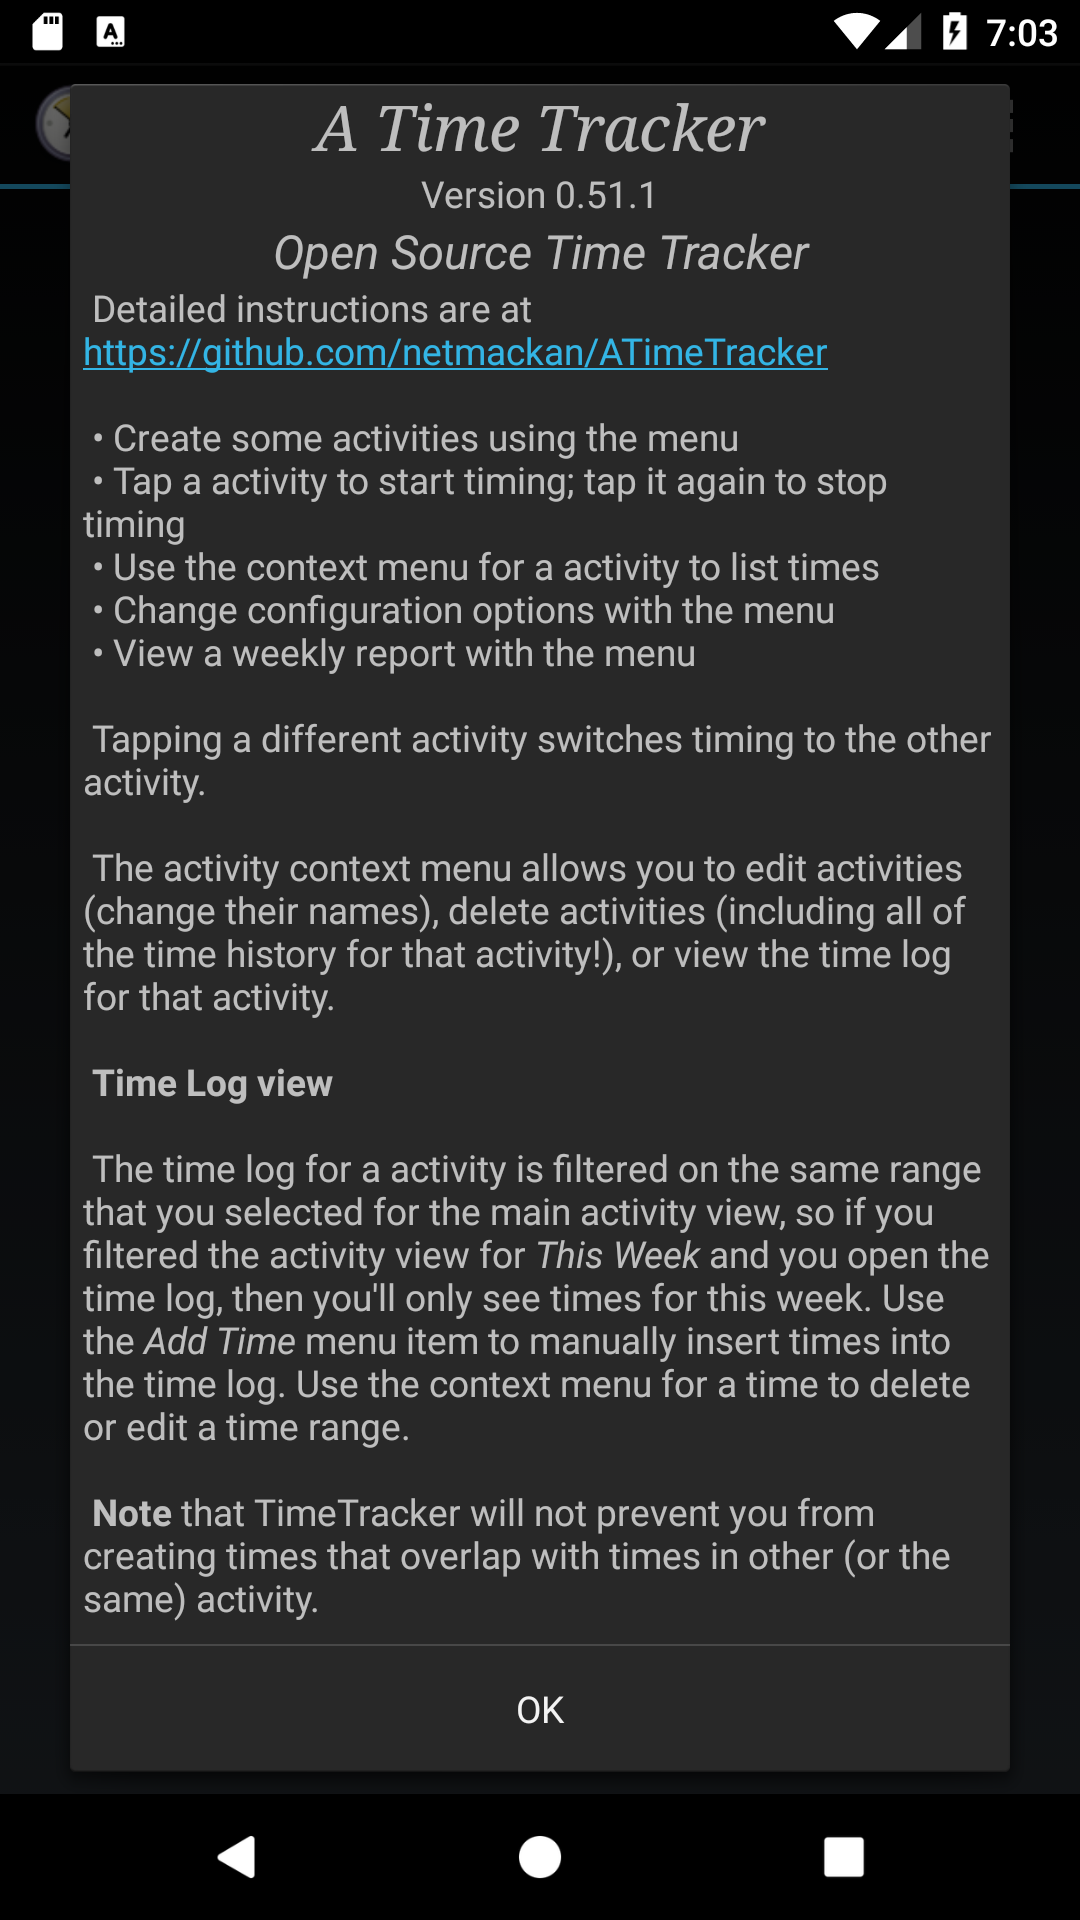 7:03
A Time Tracker
Version 0.51.1
Open Source Time Tracker
Detailed instructions are at
https://github.com/netmackan/ATimeTracker
• Create some activities using the menu
• Tap a activity to start timing; tap it again to stop
timing
• Use the context menu for a activity to list times
• Change configuration options with the menu
• View a weekly report with the menu
Tapping a different activity switches timing to the other
activity.
The activity context menu allows you to edit activities
(change their names), delete activities (including all of
the time history for that activity!), or view the time log
for that activity.
Time Log view
The time log for a activity is filtered on the same range
that you selected for the main activity view, so if you
filtered the activity view for This Week and you open the
time log, then you'll only see times for this week. Use
the Add Time menu item to manually insert times into
the time log. Use the context menu for a time to delete
or edit a time range.
Note that TimeTracker will not prevent you from
creating times that overlap with times in other (or the
same) activity.
OK